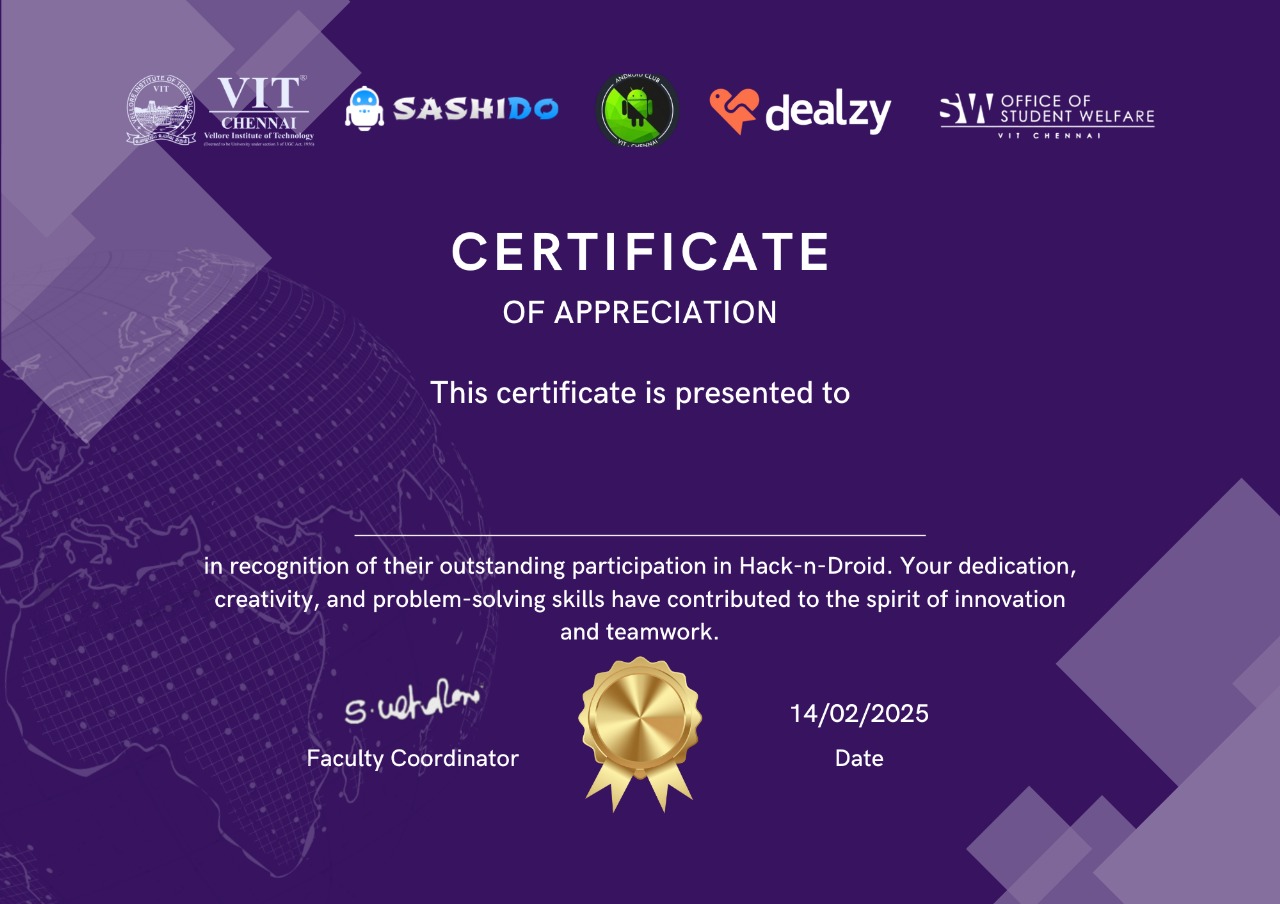 VIT
VIT
CHENNAI
Vellore Institute of Technology
(Deemed to be University under section 3 of UGC Act, 1956)
SASHIDO
ANDROID CLUB
VIT, CHENNAI
dealzy
SW OFFICE OF
STUDENT WELFARE
VIT CHENNAI
CERTIFICATE
OF APPRECIATION
This certificate is presented to
in recognition of their outstanding participation in Hack-n-Droid. Your dedication,
creativity, and problem-solving skills have contributed to the spirit of innovation
and teamwork.
14/02/2025
Faculty Coordinator
Date